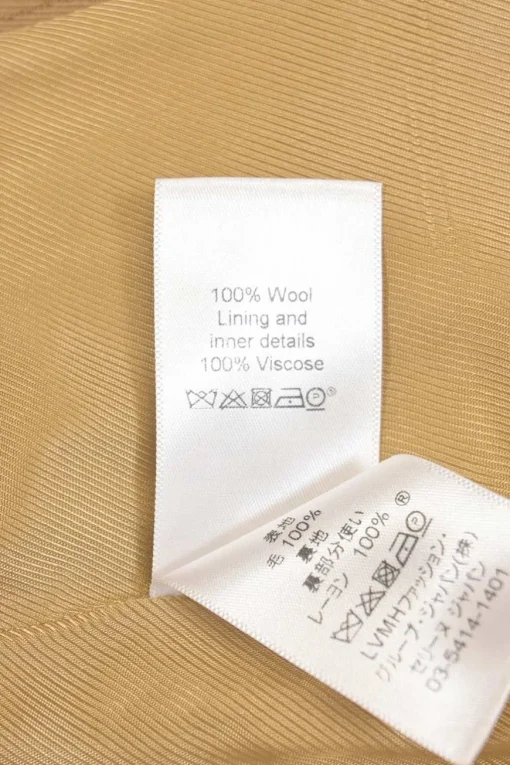 100% Wool
Lining and
inner details
100% Viscose
P ®
表地
毛 100%
裏地
裏部分使い
レーヨン 100%
P ®
LVMHファッション・
グループ・ジャパン(株)
セリーヌ ジャパン
03-5414-1401